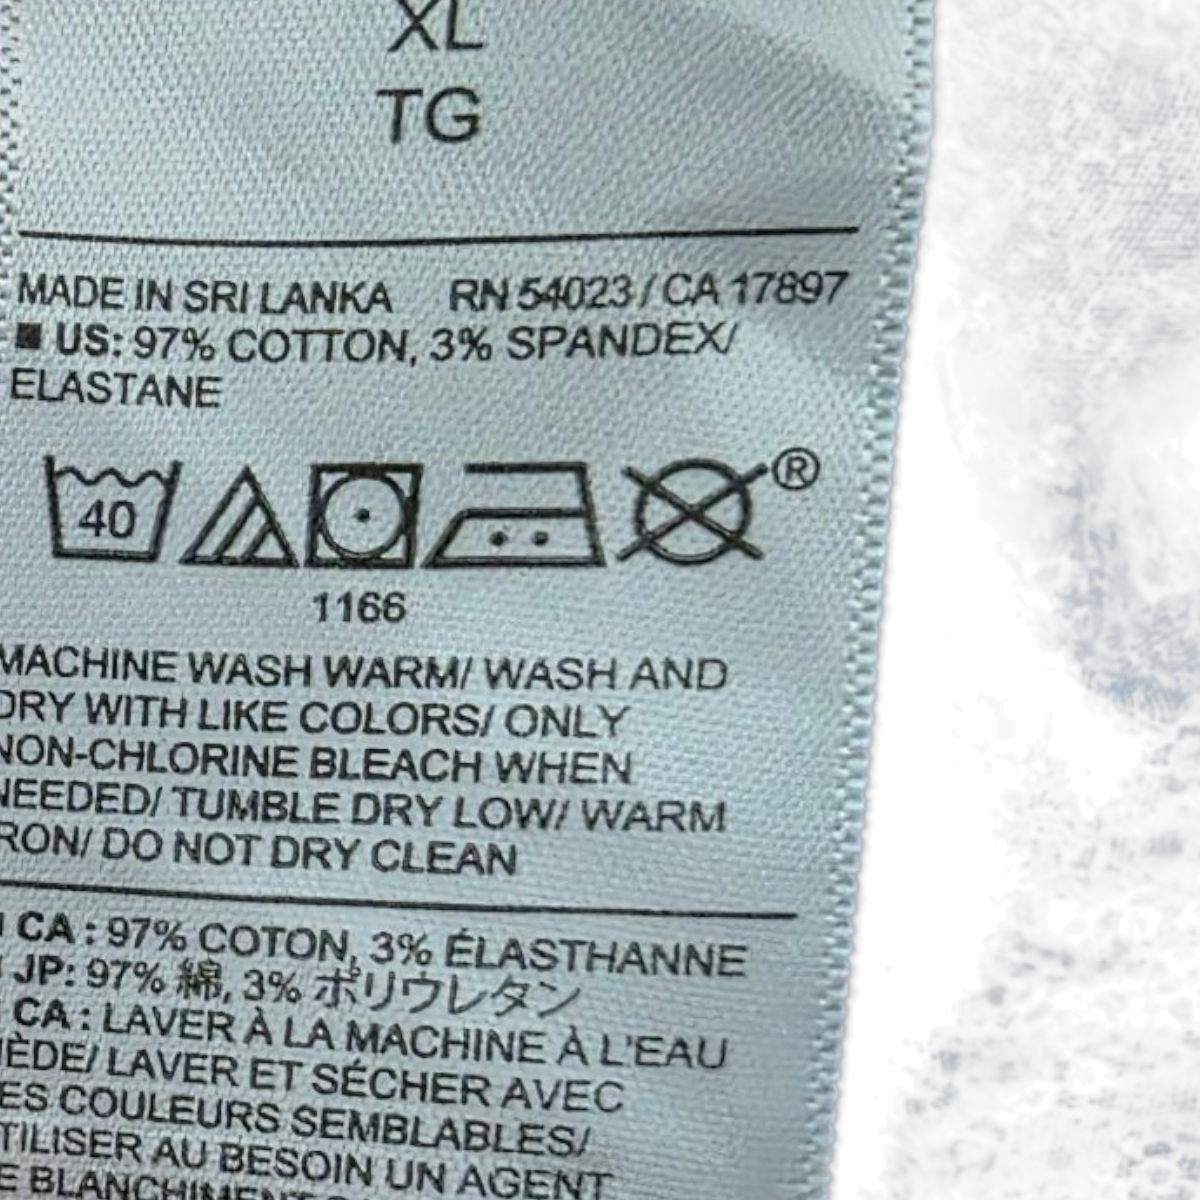 XL
TG
MADE IN SRI LANKA RN 54023 / CA 17897
■ US: 97% COTTON, 3% SPANDEX/
ELASTANE
40
®
1166
MACHINE WASH WARM/ WASH AND
DRY WITH LIKE COLORS/ ONLY
NON-CHLORINE BLEACH WHEN
NEEDED/ TUMBLE DRY LOW/ WARM
RON/ DO NOT DRY CLEAN
CA : 97% COTON, 3% ÉLASTHANNE
JP: 97% 綿, 3% ポリウレタン
CA : LAVER À LA MACHINE À L'EAU
IÈDE/ LAVER ET SÉCHER AVEC
ES COULEURS SEMBLABLES/
TILISER AU BESOIN UN AGENT
E BLANCHIMENT